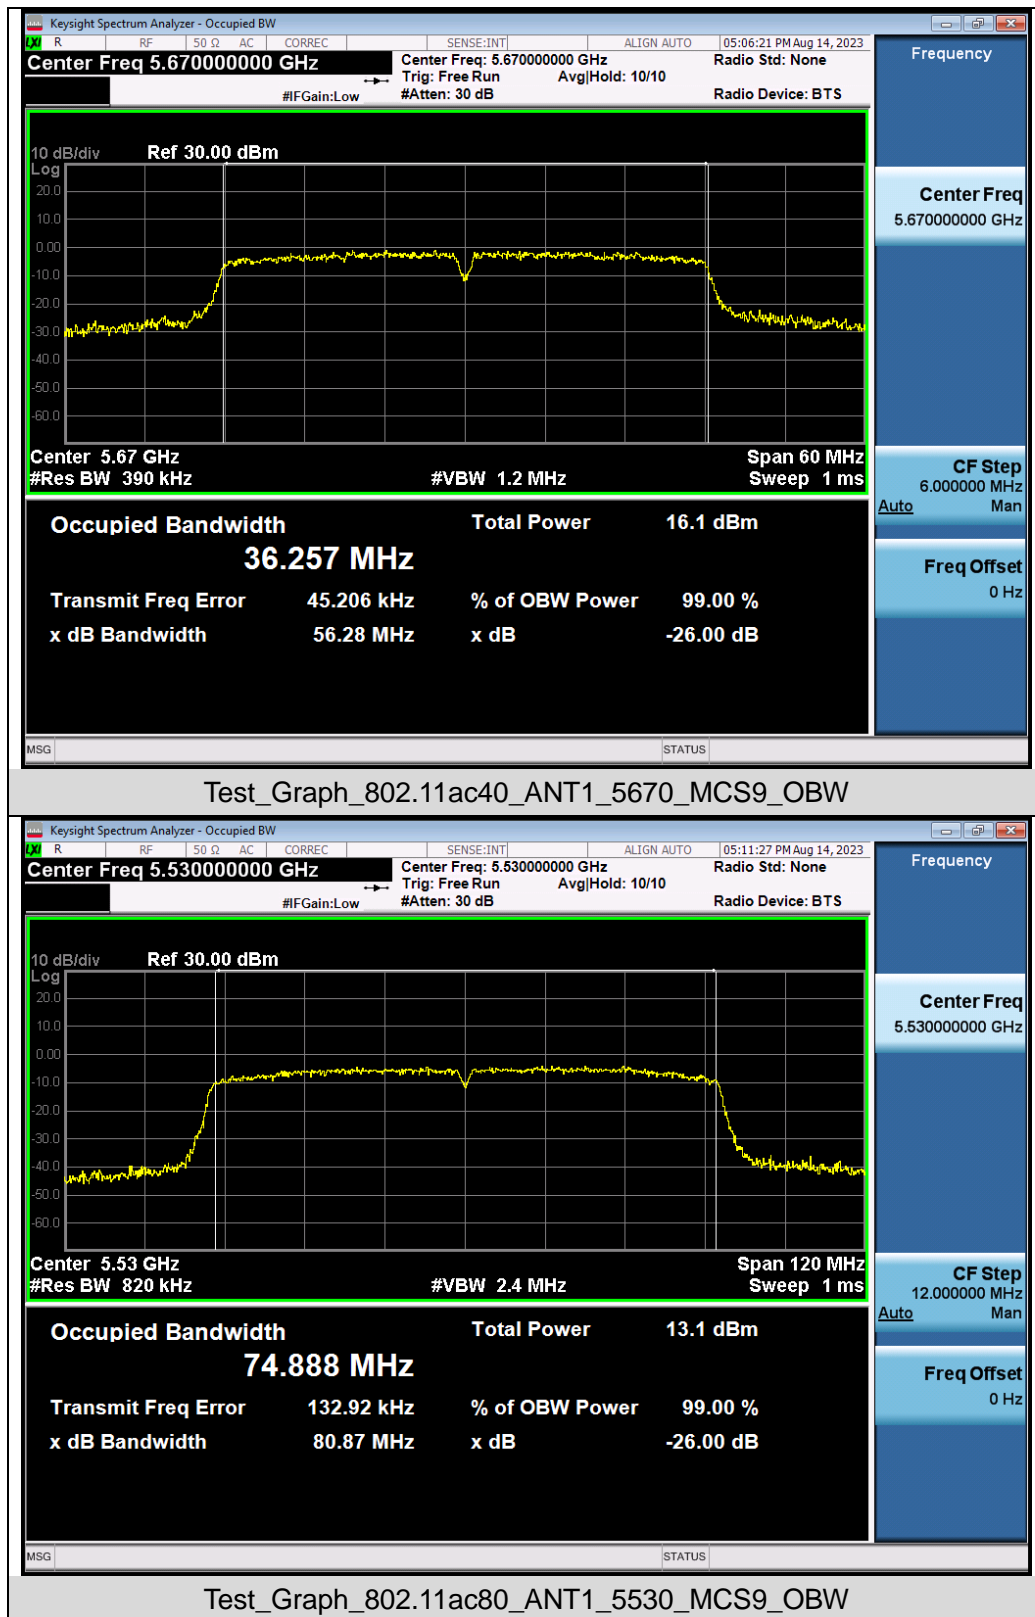 Keysight Spectrum Analyzer - Occupied BW
LXI R RF 50 Ω AC CORREC SENSE:INT ALIGN AUTO 05:06:21 PM Aug 14, 2023
Center Freq 5.670000000 GHz
Center Freq: 5.670000000 GHz Radio Std: None
Trig: Free Run Avg|Hold: 10/10
#IFGain:Low #Atten: 30 dB Radio Device: BTS
10 dB/div Ref 30.00 dBm
Log
20.0
10.0
0.00
-10.0
-20.0
-30.0
-40.0
-50.0
-60.0
Center 5.67 GHz Span 60 MHz
#Res BW 390 kHz #VBW 1.2 MHz Sweep 1 ms
Occupied Bandwidth Total Power 16.1 dBm
36.257 MHz
Transmit Freq Error 45.206 kHz % of OBW Power 99.00 %
x dB Bandwidth 56.28 MHz x dB -26.00 dB
MSG STATUS
Frequency
Center Freq
5.670000000 GHz
CF Step
6.000000 MHz
Auto Man
Freq Offset
0 Hz
Test_Graph_802.11ac40_ANT1_5670_MCS9_OBW
Keysight Spectrum Analyzer - Occupied BW
LXI R RF 50 Ω AC CORREC SENSE:INT ALIGN AUTO 05:11:27 PM Aug 14, 2023
Center Freq 5.530000000 GHz
Center Freq: 5.530000000 GHz Radio Std: None
Trig: Free Run Avg|Hold: 10/10
#IFGain:Low #Atten: 30 dB Radio Device: BTS
10 dB/div Ref 30.00 dBm
Log
20.0
10.0
0.00
-10.0
-20.0
-30.0
-40.0
-50.0
-60.0
Center 5.53 GHz Span 120 MHz
#Res BW 820 kHz #VBW 2.4 MHz Sweep 1 ms
Occupied Bandwidth Total Power 13.1 dBm
74.888 MHz
Transmit Freq Error 132.92 kHz % of OBW Power 99.00 %
x dB Bandwidth 80.87 MHz x dB -26.00 dB
MSG STATUS
Frequency
Center Freq
5.530000000 GHz
CF Step
12.000000 MHz
Auto Man
Freq Offset
0 Hz
Test_Graph_802.11ac80_ANT1_5530_MCS9_OBW